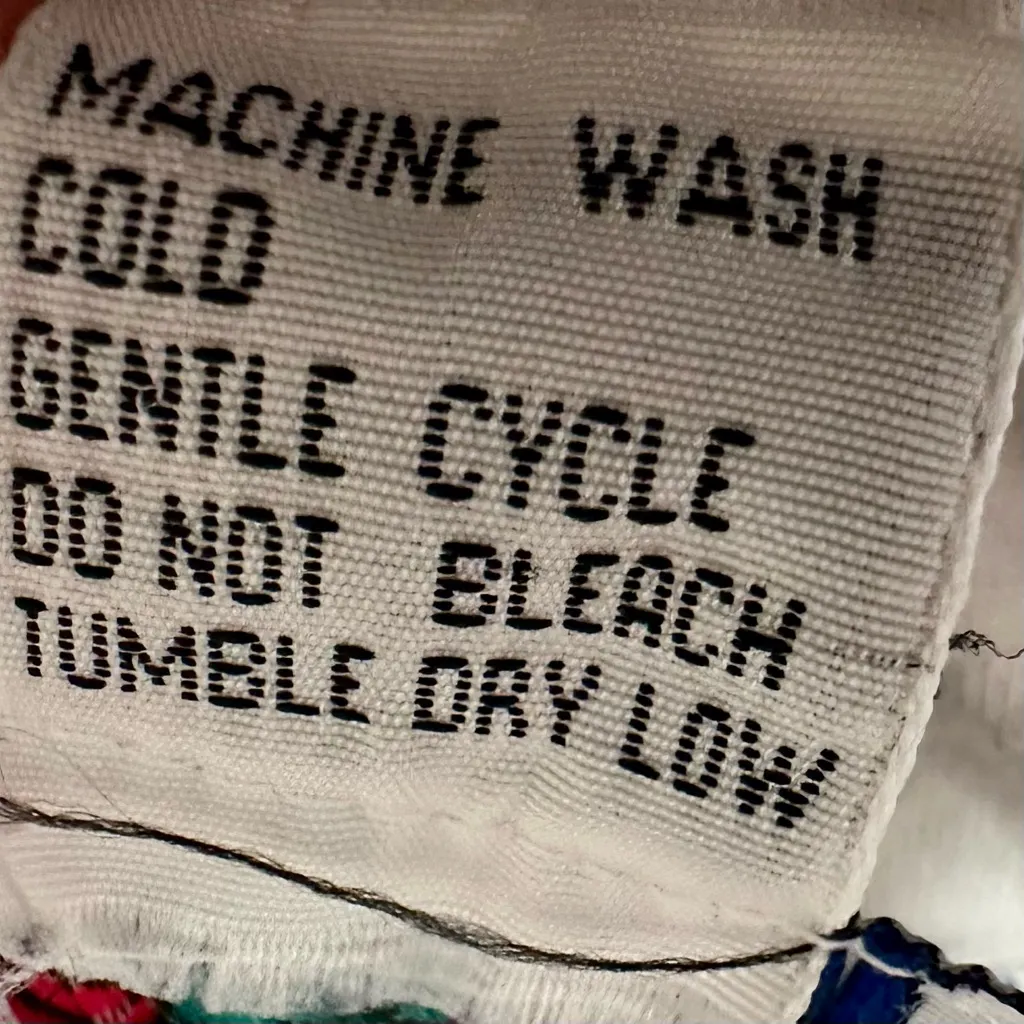 MACHINE WASH
COLD
GENTLE CYCLE
DO NOT BLEACH
TUMBLE DRY LOW